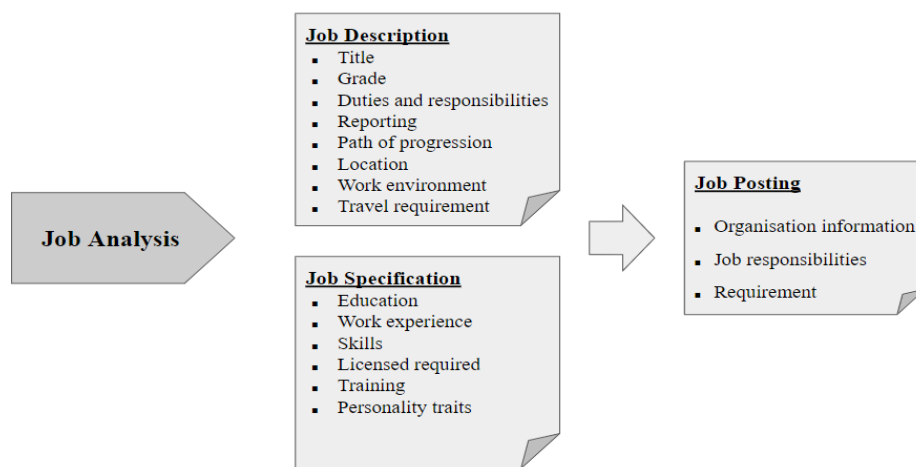 Job Analysis
Job Description
▪ Title
▪ Grade
▪ Duties and responsibilities
▪ Reporting
▪ Path of progression
▪ Location
▪ Work environment
▪ Travel requirement
Job Specification
▪ Education
▪ Work experience
▪ Skills
▪ Licensed required
▪ Training
▪ Personality traits
Job Posting
▪ Organisation information
▪ Job responsibilities
▪ Requirement